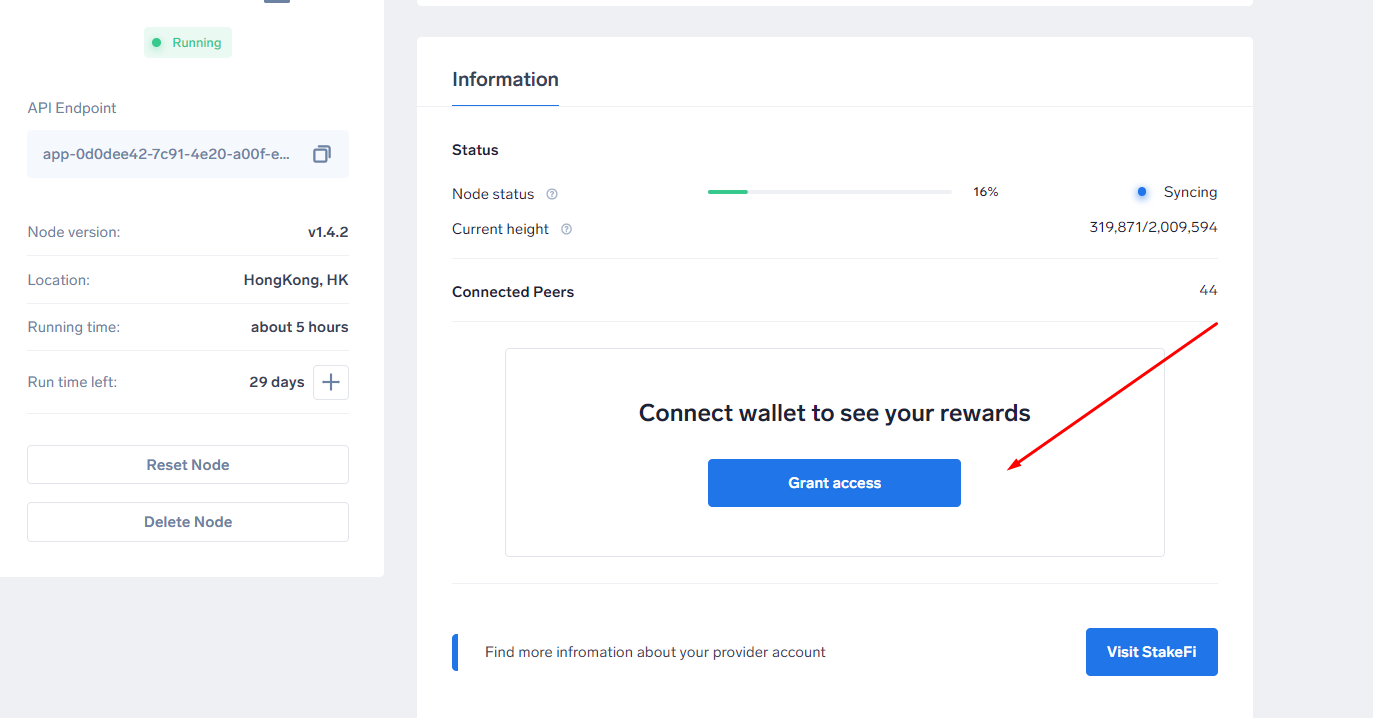 Running
API Endpoint
app-0d0dee42-7c91-4e20-a00f-e...
Node version: v1.4.2
Location: HongKong, HK
Running time: about 5 hours
Run time left: 29 days
Reset Node
Delete Node
Information
Status
Node status 16% Syncing
Current height 319,871/2,009,594
Connected Peers 44
Connect wallet to see your rewards
Grant access
Find more infromation about your provider account
Visit StakeFi